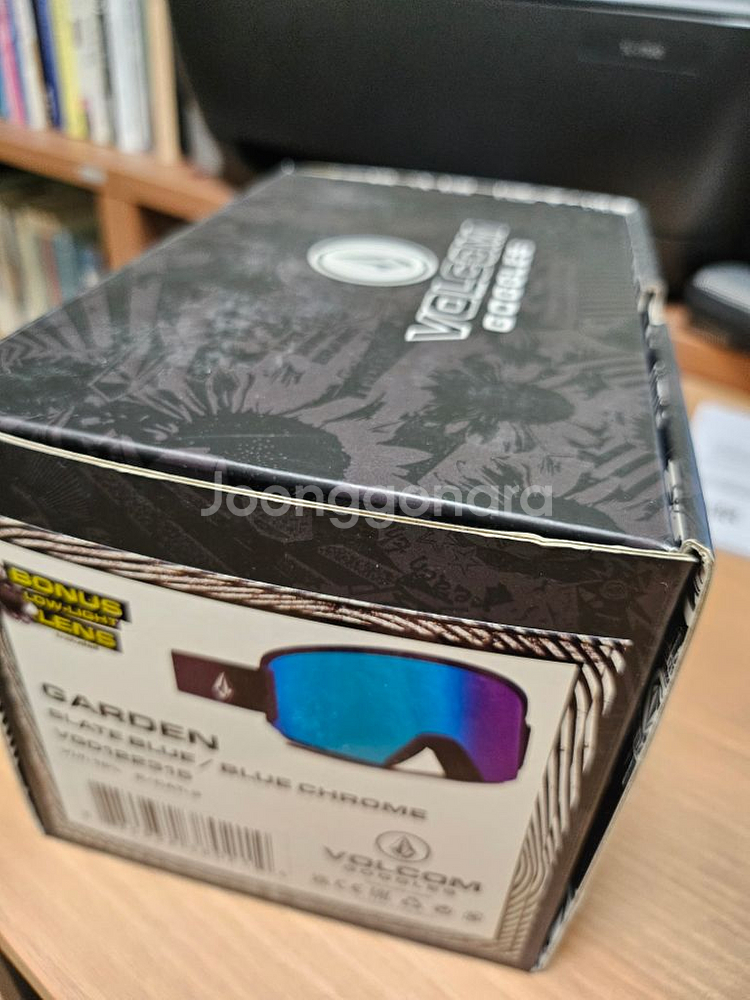 VOLCOM
GOGGLES
Joonggonara
BONUS
LOW-LIGHT
LENS
GARDEN
SLATE BLUE / BLUE CHROME
VOLCOM
GOGGLES